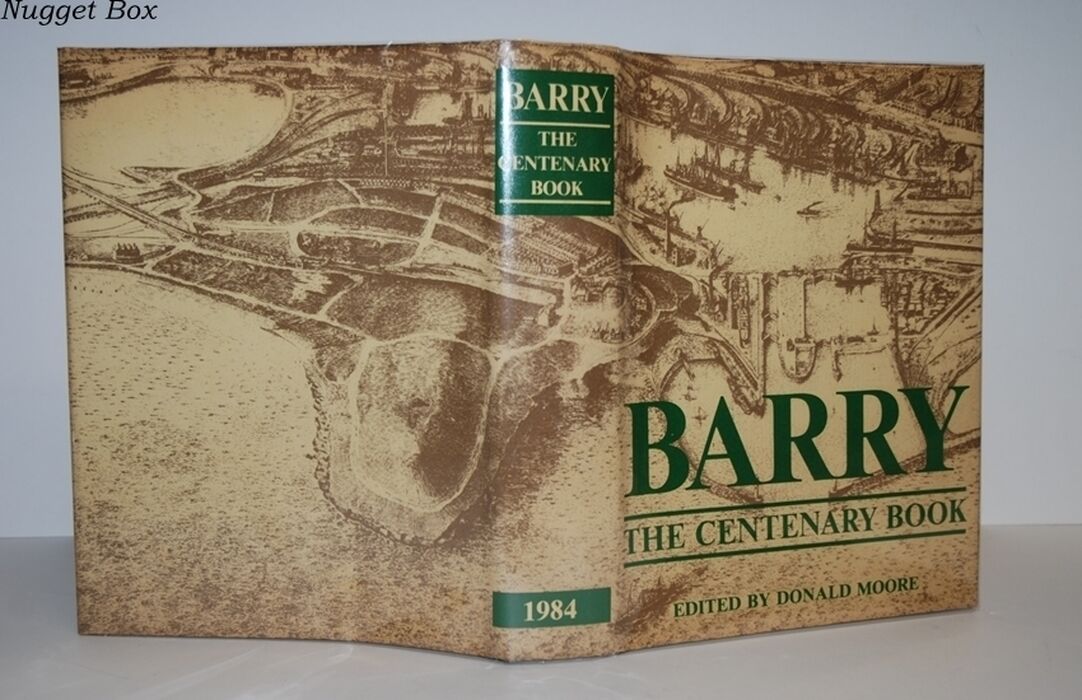 Nugget Box
BARRY
THE
CENTENARY
BOOK
1984
BARRY
THE CENTENARY BOOK
EDITED BY DONALD MOORE